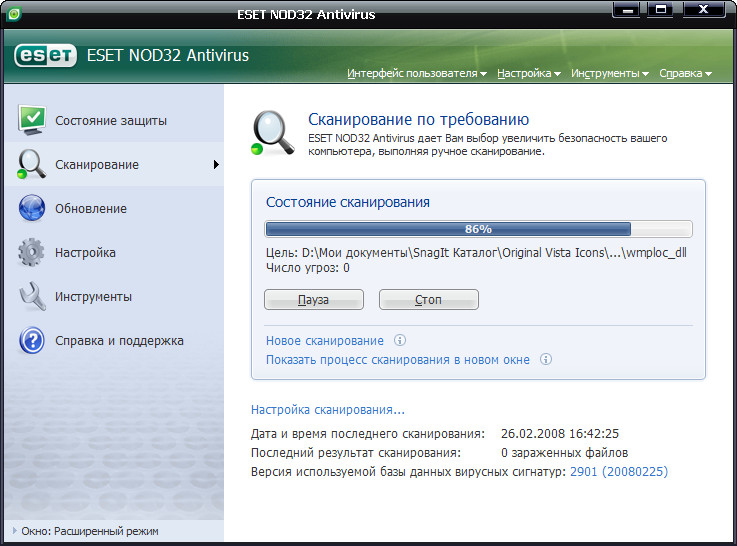 ESET NOD32 Antivirus
eset ESET NOD32 Antivirus
Интерфейс пользователя Настройка Инструменты Справка
Состояние защиты
Сканирование
Обновление
Настройка
Инструменты
Справка и поддержка
Окно: Расширенный режим
Сканирование по требованию
ESET NOD32 Antivirus дает Вам выбор увеличить безопасность вашего
компьютера, выполняя ручное сканирование.
Состояние сканирования
86%
Цель: D:\Мои документы\SnagIt Каталог\Original Vista Icons\...\wmploc_dll
Число угроз: 0
Пауза Стоп
Новое сканирование
Показать процесс сканирования в новом окне
Настройка сканирования...
Дата и время последнего сканирования: 26.02.2008 16:42:25
Последний результат сканирования: 0 зараженных файлов
Версия используемой базы данных вирусных сигнатур: 2901 (20080225)